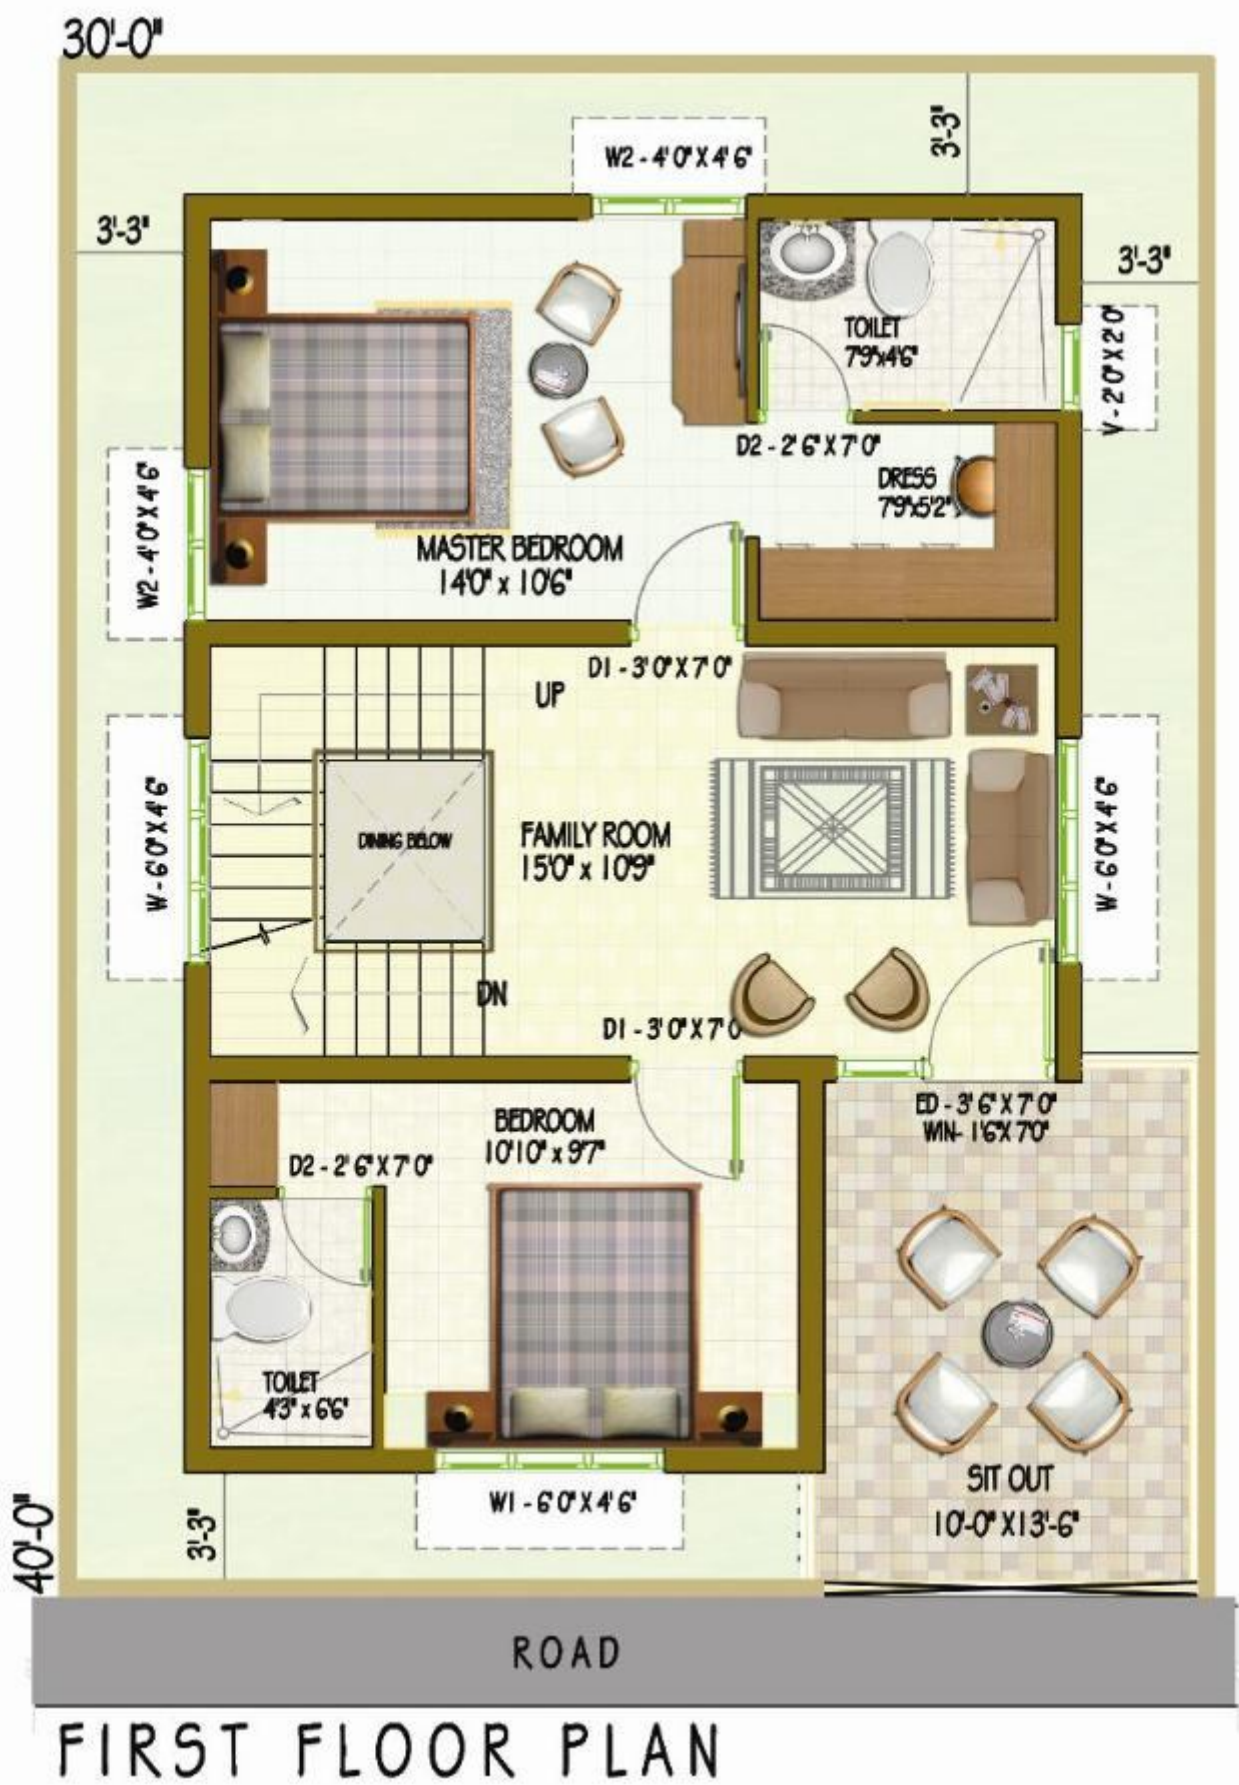 30'-0"
3'-3"
W2 - 4'0" X 4'6"
3'-3"
3'-3"
TOILET
7'9"x4'6"
V - 2'0" X 2'0"
D2 - 2'6" X 7'0"
DRESS
7'9"x5'2"
W2 - 4'0" X 4'6"
MASTER BEDROOM
14'0" x 10'6"
D1 - 3'0" X 7'0"
UP
W - 6'0" X 4'6"
DINING BELOW
FAMILY ROOM
15'0" x 10'9"
W - 6'0" X 4'6"
DN
D1 - 3'0" X 7'0
ED - 3'6" X 7'0"
WIN- 1'6"X 7'0"
BEDROOM
10'10" x 9'7"
D2 - 2'6" X 7'0"
TOILET
4'3" x 6'6"
SIT OUT
10'-0" X 13'-6"
W1 - 6'0" X 4'6"
3'-3"
40'-0"
ROAD
FIRST FLOOR PLAN